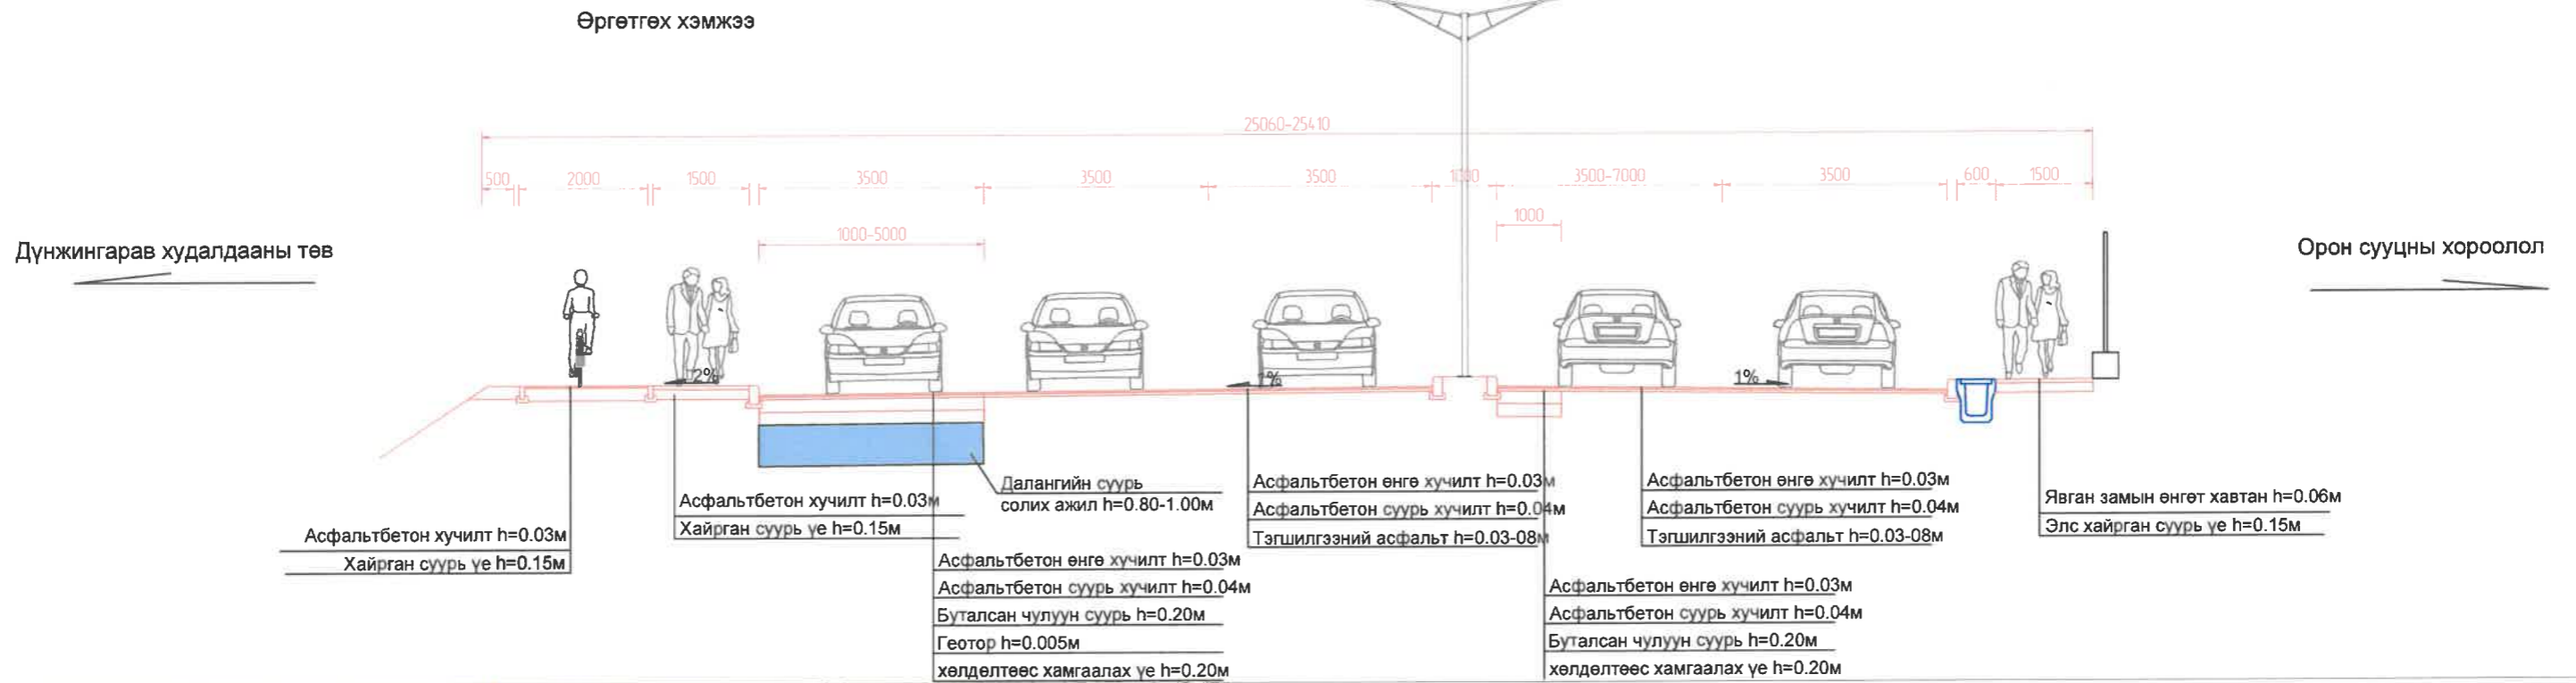 Өргөтгөх хэмжээ
25060-25410
500
2000
1500
3500
3500
3500
1000
3500-7000
3500
600
1500
1000-5000
1000
Дүнжингарав худалдааны төв
Орон сууцны хороолол
2%
1%
1%
Далангийн суурь
солих ажил h=0.80-1.00м
Асфальтбетон хучилт h=0.03м
Хайрган суурь үе h=0.15м
Асфальтбетон хучилт h=0.03м
Хайрган суурь үе h=0.15м
Асфальтбетон өнгө хучилт h=0.03м
Асфальтбетон суурь хучилт h=0.04м
Буталсан чулуун суурь h=0.20м
Геотор h=0.005м
хөлдөлтөөс хамгаалах үе h=0.20м
Асфальтбетон өнгө хучилт h=0.03м
Асфальтбетон суурь хучилт h=0.04м
Тэгшилгээний асфальт h=0.03-08м
Асфальтбетон өнгө хучилт h=0.03м
Асфальтбетон суурь хучилт h=0.04м
Буталсан чулуун суурь h=0.20м
хөлдөлтөөс хамгаалах үе h=0.20м
Асфальтбетон өнгө хучилт h=0.03м
Асфальтбетон суурь хучилт h=0.04м
Тэгшилгээний асфальт h=0.03-08м
Явган замын өнгөт хавтан h=0.06м
Элс хайрган суурь үе h=0.15м